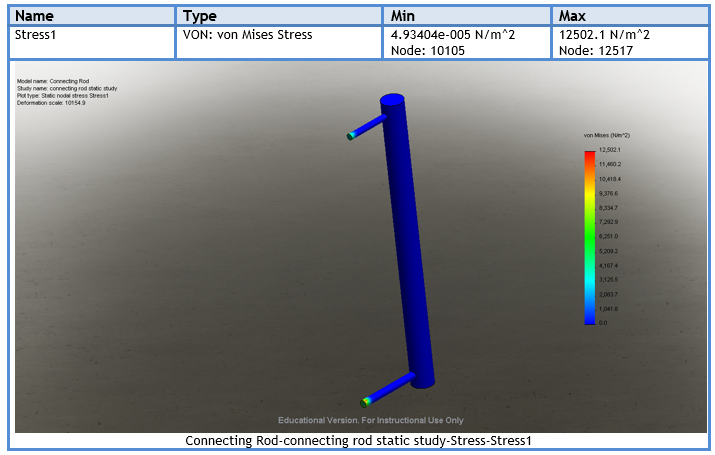 Name Type Min Max
Stress1 VON: von Mises Stress 4.93404e-005 N/m^2 12502.1 N/m^2
Node: 10105 Node: 12517
Model name: Connecting Rod
Study name: connecting rod static study
Plot type: Static nodal stress Stress1
Deformation scale: 10154.9
von Mises (N/m^2)
12,502.1
11,460.2
10,418.4
9,376.6
8,334.7
7,292.9
6,251.0
5,209.2
4,167.4
3,125.5
2,083.7
1,041.8
0.0
Educational Version. For Instructional Use Only
Connecting Rod-connecting rod static study-Stress-Stress1